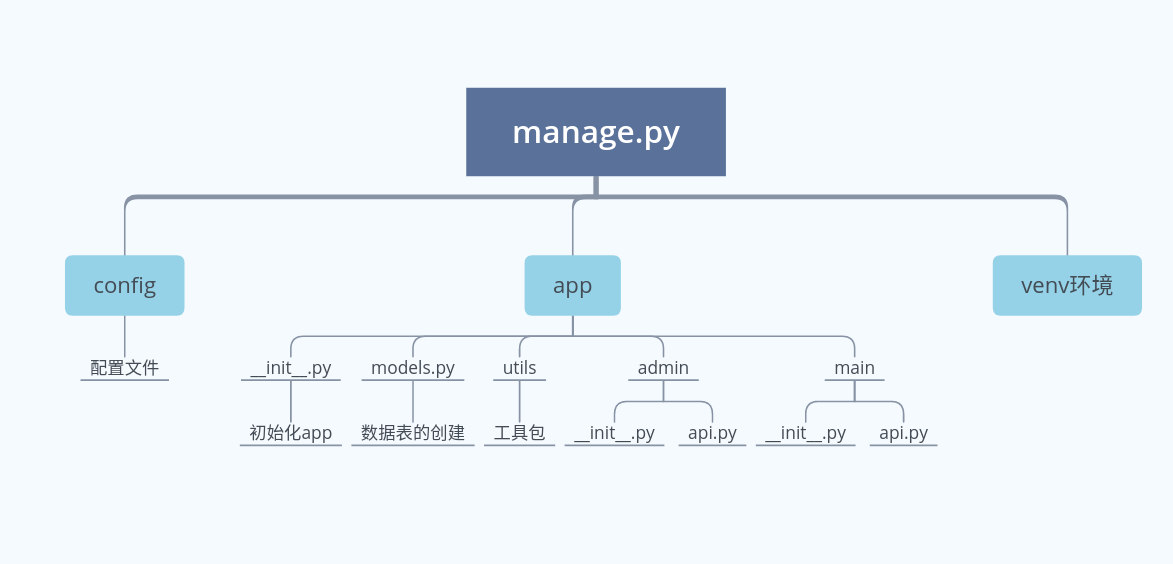 manage.py
config
app
venv环境
配置文件
__init__.py
models.py
utils
admin
main
初始化app
数据表的创建
工具包
__init__.py
api.py
__init__.py
api.py